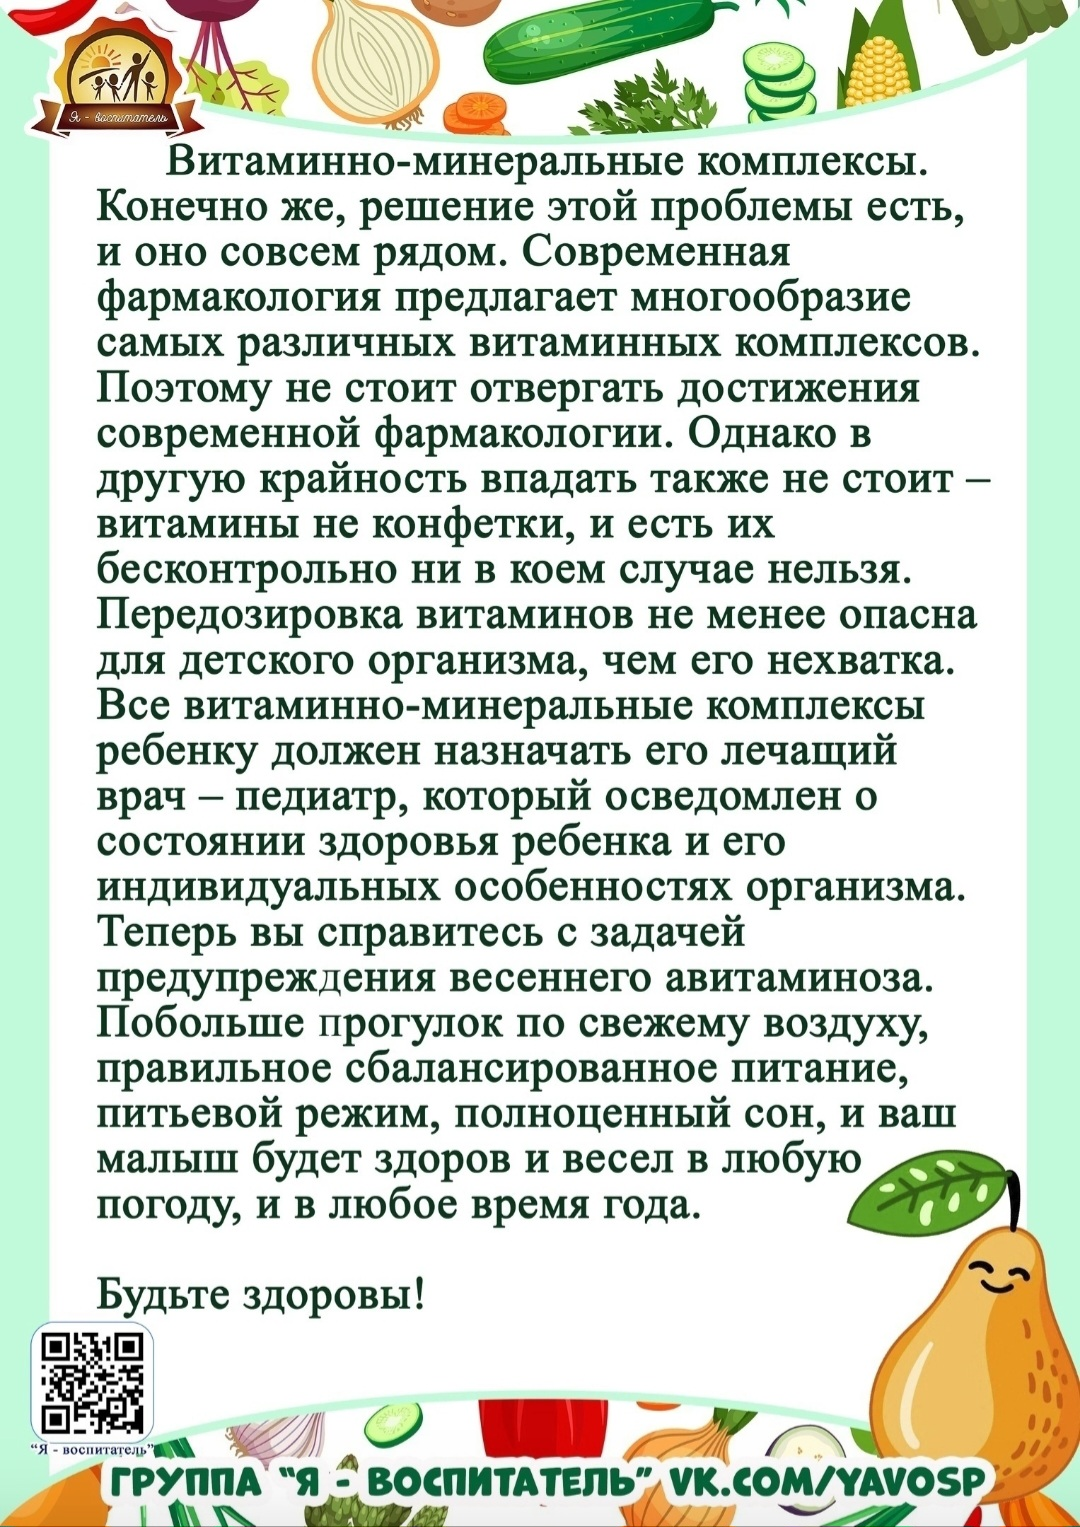 Я - воспитатель
Витаминно-минеральные комплексы.
Конечно же, решение этой проблемы есть,
и оно совсем рядом. Современная
фармакология предлагает многообразие
самых различных витаминных комплексов.
Поэтому не стоит отвергать достижения
современной фармакологии. Однако в
другую крайность впадать также не стоит –
витамины не конфетки, и есть их
бесконтрольно ни в коем случае нельзя.
Передозировка витаминов не менее опасна
для детского организма, чем его нехватка.
Все витаминно-минеральные комплексы
ребенку должен назначать его лечащий
врач – педиатр, который осведомлен о
состоянии здоровья ребенка и его
индивидуальных особенностях организма.
Теперь вы справитесь с задачей
предупреждения весеннего авитаминоза.
Побольше прогулок по свежему воздуху,
правильное сбалансированное питание,
питьевой режим, полноценный сон, и ваш
малыш будет здоров и весел в любую
погоду, и в любое время года.
Будьте здоровы!
"Я - воспитатель"
ГРУППА "Я - ВОСПИТАТЕЛЬ" VK.COM/YAVOSP